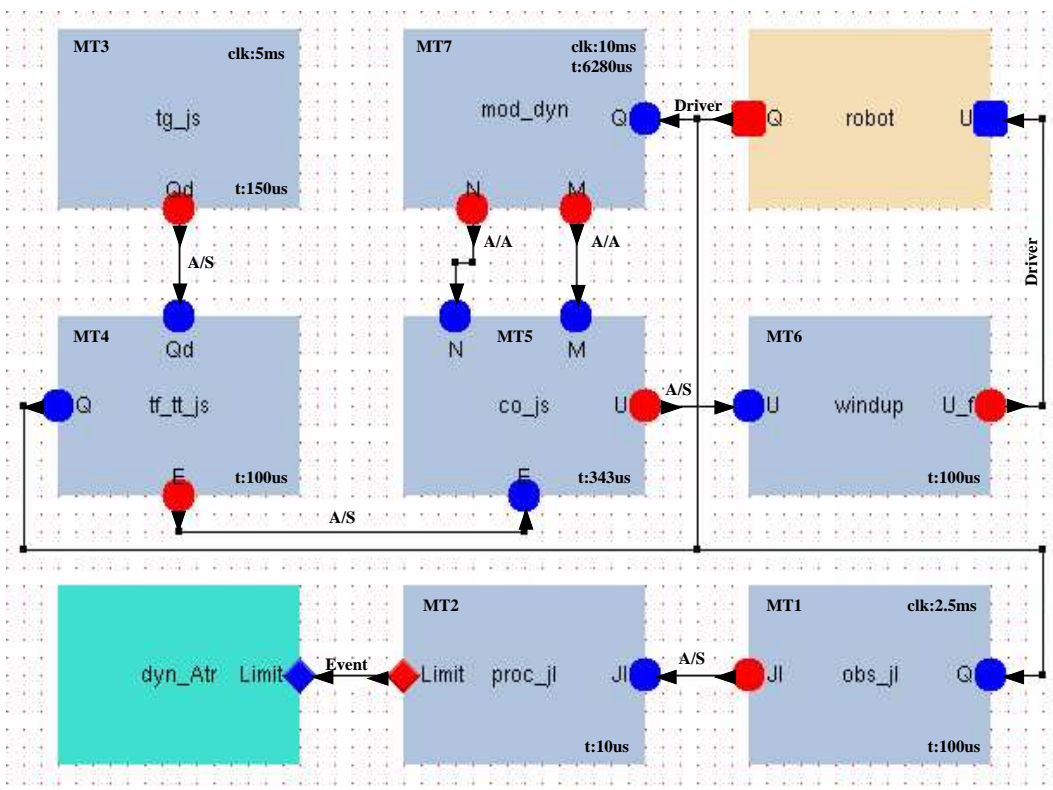 MT3
clk:5ms
tg_js
Qd
t:150us
MT7
clk:10ms
t:6280us
mod_dyn
Q
N
M
Driver
Q
robot
U
A/S
A/A
A/A
Driver
MT4
Qd
Q
tf_tt_js
E
t:100us
MT5
N
M
co_js
U
E
t:343us
A/S
MT6
U
windup
U_f
t:100us
A/S
dyn_Atr
Limit
Event
MT2
Limit
proc_jl
Jl
t:10us
A/S
MT1
clk:2.5ms
Jl
obs_jl
Q
t:100us